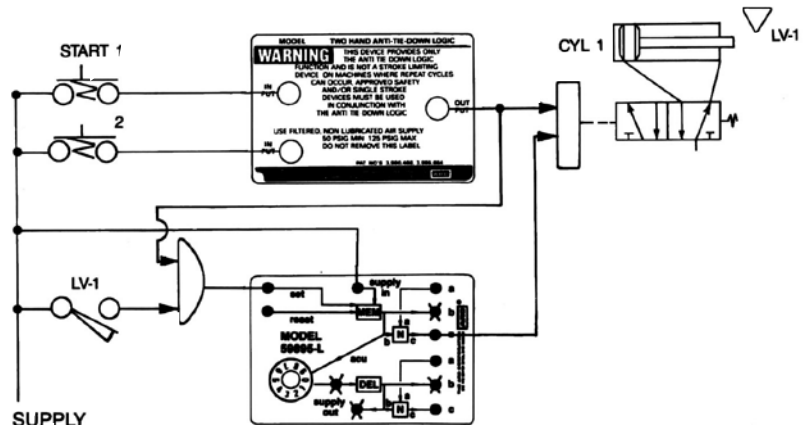 START 1
2
MODEL TWO HAND ANTI-TIE-DOWN LOGIC
WARNING
THIS DEVICE PROVIDES ONLY
THE ANTI TIE DOWN LOGIC
FUNCTION AND IS NOT A STROKE LIMITING
DEVICE ON MACHINES WHERE REPEAT CYCLES
CAN OCCUR. APPROVED SAFETY
AND/OR SINGLE STROKE
DEVICES MUST BE USED
IN CONJUNCTION WITH
THE ANTI TIE DOWN LOGIC
IN
PUT
OUT
PUT
IN
PUT
USE FILTERED, NON LUBRICATED AIR SUPPLY
50 PSIG MIN 125 PSIG MAX
DO NOT REMOVE THIS LABEL
PAT NO'S
CYL 1
LV-1
LV-1
SUPPLY
set
supply
in
a
reset
MEM
b
a
N
b
c
MODEL
59895-L
acu
a
DEL
b
a
supply
out
b
N
c
c